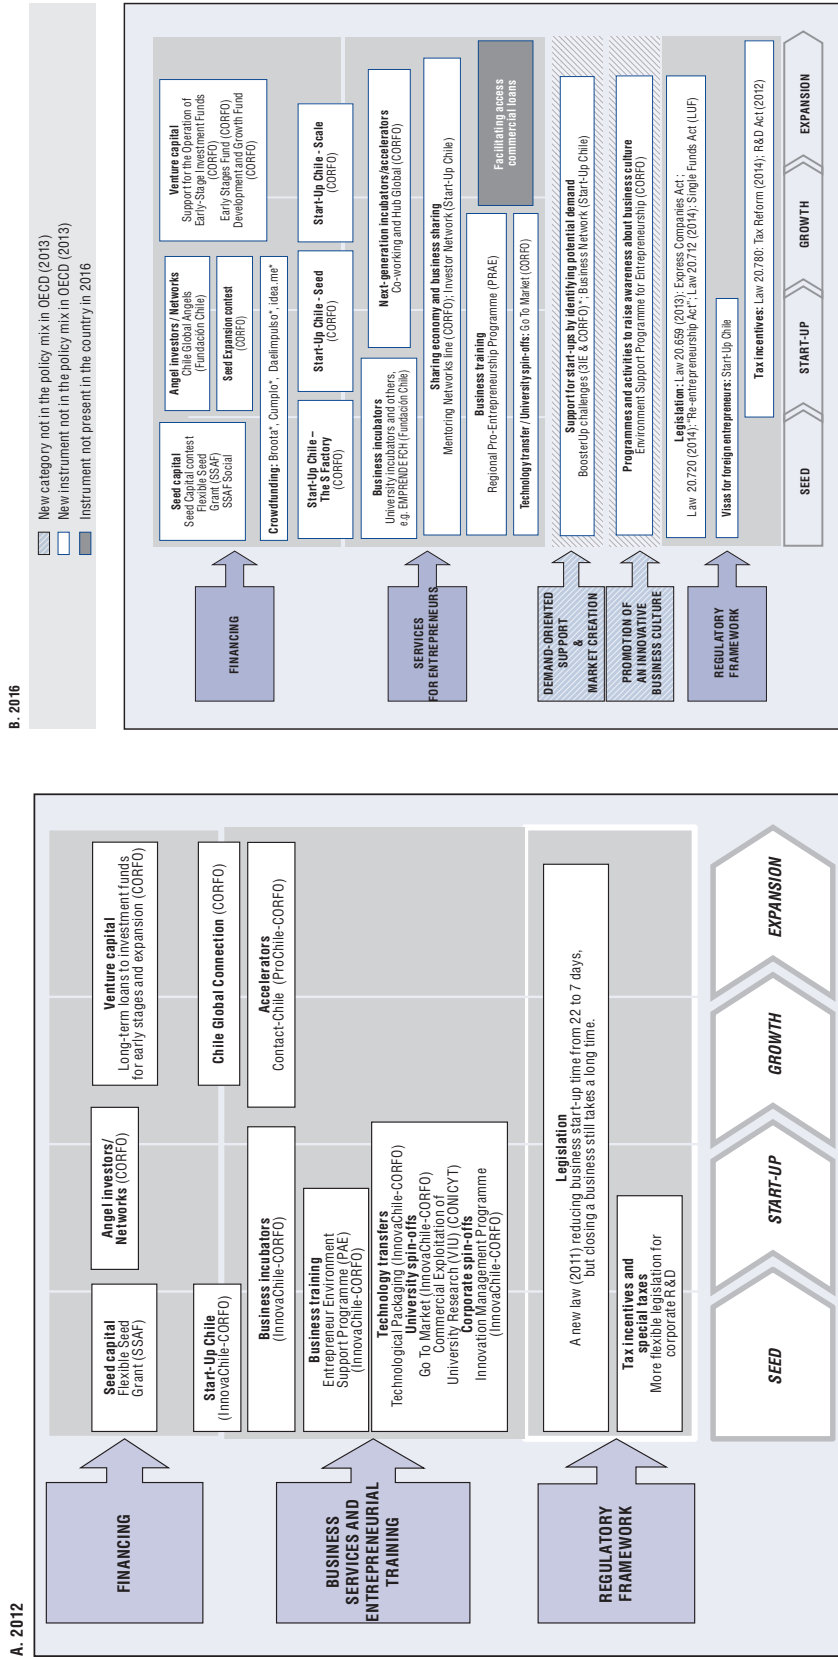 A. 2012
FINANCING
Seed capital
Flexible Seed
Grant (SSAF)
Angel investors/
Networks (CORFO)
Venture capital
Long-term loans to investment funds
for early stages and expansion (CORFO)
Start-Up Chile
(InnovaChile-CORFO)
Chile Global Connection (CORFO)
BUSINESS
SERVICES AND
ENTREPRENEURIAL
TRAINING
Business incubators
(InnovaChile-CORFO)
Accelerators
Contact-Chile (ProChile-CORFO)
Business training
Entrepreneur Environment
Support Programme (PAE)
(InnovaChile-CORFO)
Technology transfers
Technological Packaging (InnovaChile-CORFO)
University spin-offs
Go To Market (InnovaChile-CORFO)
Commercial Exploitation of
University Research (VIU) (CONICYT)
Corporate spin-offs
Innovation Management Programme
(InnovaChile-CORFO)
REGULATORY
FRAMEWORK
Legislation
A new law (2011) reducing business start-up time from 22 to 7 days,
but closing a business still takes a long time.
Tax incentives and
special taxes
More flexible legislation for
corporate R&D
SEED
START-UP
GROWTH
EXPANSION
B. 2016
New category not in the policy mix in OECD (2013)
New instrument not in the policy mix in OECD (2013)
Instrument not present in the country in 2016
FINANCING
Seed capital
Seed Capital contest
Flexible Seed
Grant (SSAF)
SSAF Social
Angel investors / Networks
Chile Global Angels
(Fundación Chile)
Seed Expansion contest
(CORFO)
Venture capital
Support for the Operation of
Early-Stage Investment Funds
(CORFO)
Early Stages Fund (CORFO)
Development and Growth Fund
(CORFO)
Crowdfunding: Broota*, Cumplo*, Daelimpulso*, idea.me*
Start-Up Chile –
The S Factory
(CORFO)
Start-Up Chile - Seed
(CORFO)
Start-Up Chile - Scale
(CORFO)
SERVICES
FOR ENTREPRENEURS
Business incubators
University incubators and others,
e.g. EMPRENDE FCH (Fundación Chile)
Next-generation incubators/accelerators
Co-working and Hub Global (CORFO)
Sharing economy and business sharing
Mentoring Networks line (CORFO); Investor Network (Start-Up Chile)
Business training
Regional Pro-Entrepreneurship Programme (PRAE)
Facilitating access
commercial loans
Technology transfer / University spin-offs: Go To Market (CORFO)
DEMAND-ORIENTED
SUPPORT
&
MARKET CREATION
Support for start-ups by identifying potential demand
BoosterUp challenges (3IE & CORFO)*; Business Network (Start-Up Chile)
PROMOTION OF
AN INNOVATIVE
BUSINESS CULTURE
Programmes and activities to raise awareness about business culture
Environment Support Programme for Entrepreneurship (CORFO)
REGULATORY
FRAMEWORK
Legislation: Law 20.659 (2013); Express Companies Act ;
Law 20.720 (2014):"Re-entrepreneurship Act"; Law 20.712 (2014): Single Funds Act (LUF)
Visas for foreign entrepreneurs: Start-Up Chile
Tax incentives: Law 20.780: Tax Reform (2014); R&D Act (2012)
SEED
START-UP
GROWTH
EXPANSION